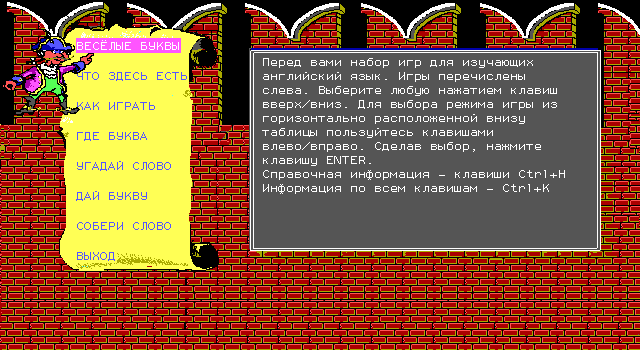 ВЕСЁЛЫЕ БУКВЫ
ЧТО ЗДЕСЬ ЕСТЬ
КАК ИГРАТЬ
ГДЕ БУКВА
УГАДАЙ СЛОВО
ДАЙ БУКВУ
СОБЕРИ СЛОВО
ВЫХОД
Перед вами набор игр для изучающих
английский язык. Игры перечислены
слева. Выберите любую нажатием клавиш
вверх/вниз. Для выбора режима игры из
горизонтально расположенной внизу
таблицы пользуйтесь клавишами
влево/вправо. Сделав выбор, нажмите
клавишу ENTER.
Справочная информация - клавиши Ctrl+H
Информация по всем клавишам - Ctrl+K